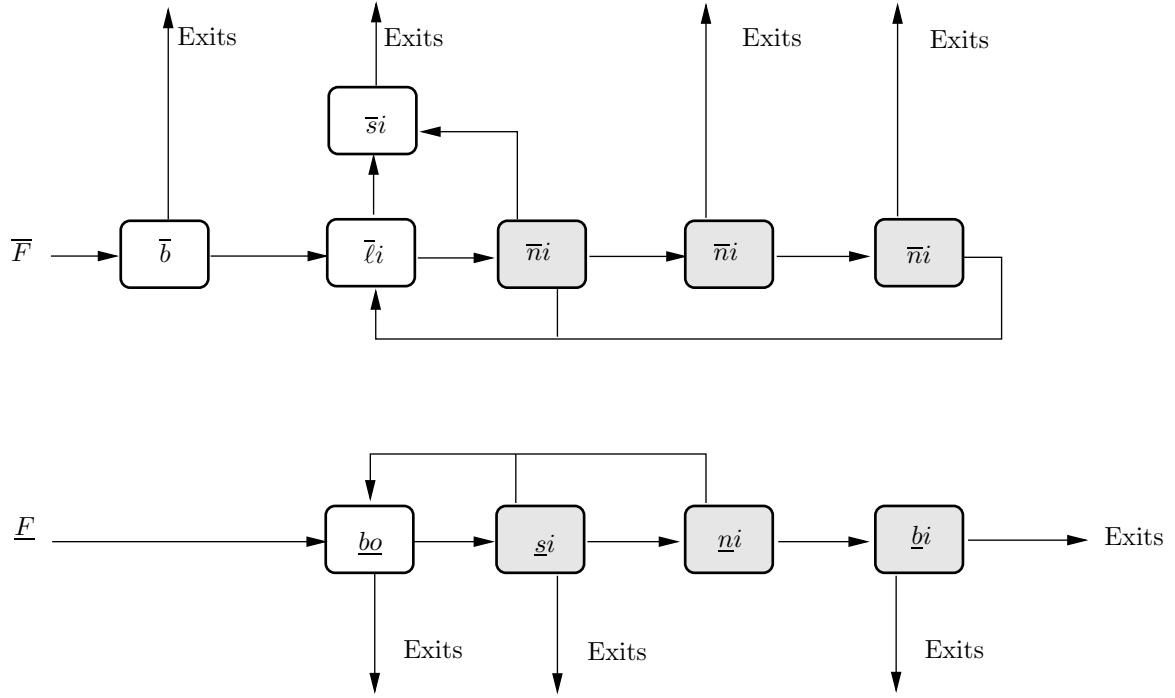 Exits Exits Exits Exits
s̅i
F̅ b̅ ℓ̅i n̅i n̅i n̅i
F̲ b̲o̲ s̲i n̲i b̲i Exits
Exits Exits Exits